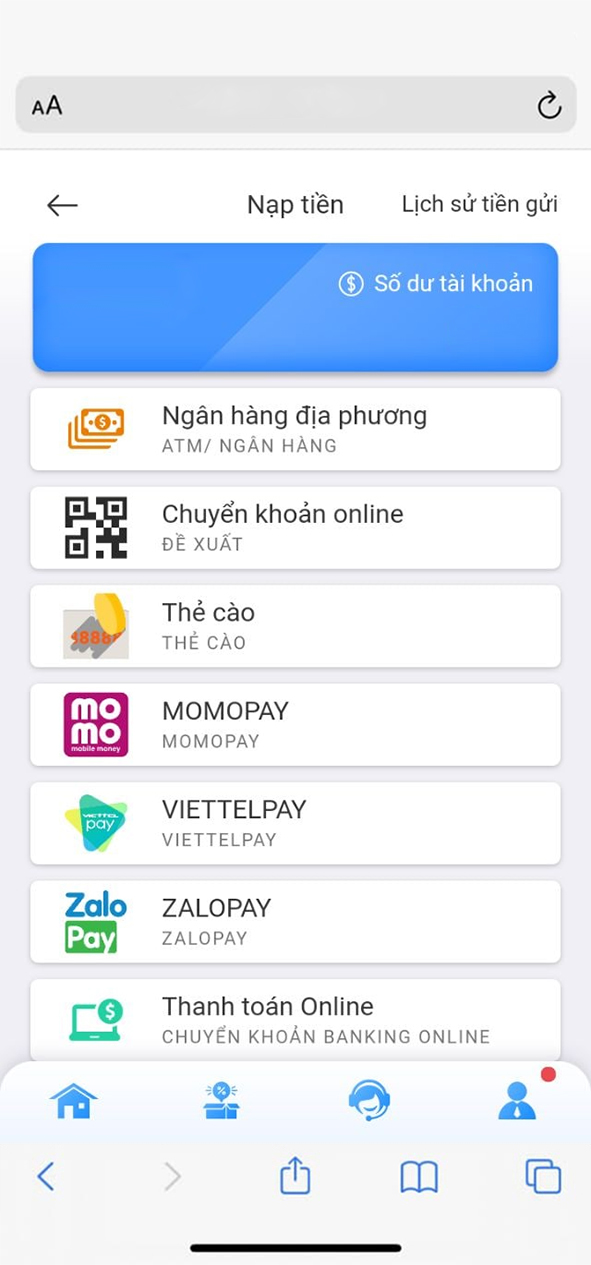 AA
Nạp tiền
Lịch sử tiền gửi
Số dư tài khoản
Ngân hàng địa phương
ATM/ NGÂN HÀNG
Chuyển khoản online
ĐỀ XUẤT
Thẻ cào
THẺ CÀO
mo
mo
mobile money
MOMOPAY
MOMOPAY
VIETTEL
pay
VIETTELPAY
VIETTELPAY
Zalo
Pay
ZALOPAY
ZALOPAY
Thanh toán Online
CHUYỂN KHOẢN BANKING ONLINE